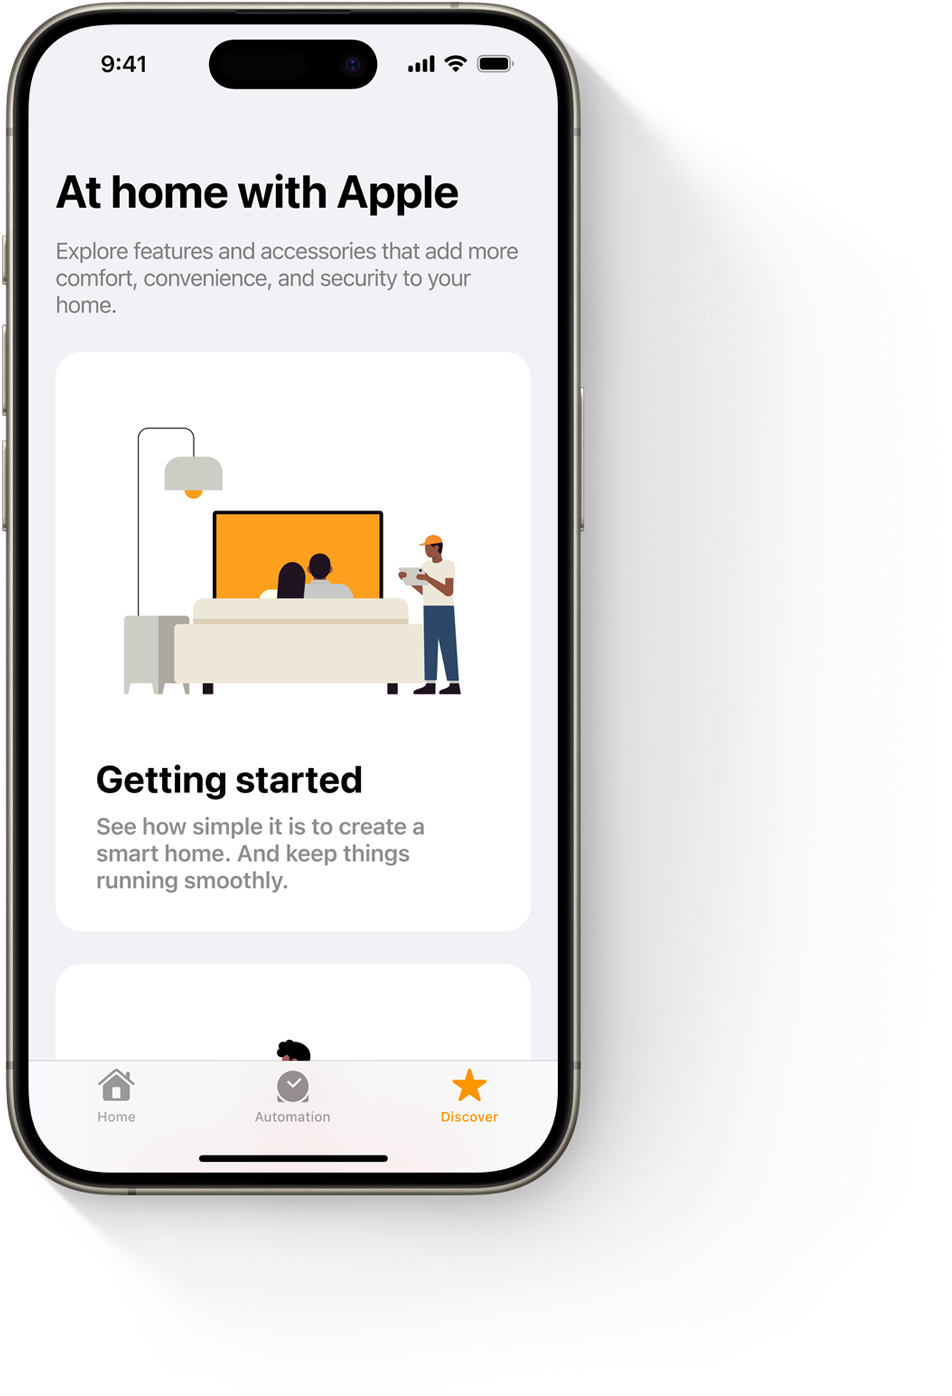 9:41
At home with Apple
Explore features and accessories that add more
comfort, convenience, and security to your
home.
Getting started
See how simple it is to create a
smart home. And keep things
running smoothly.
Home
Automation
Discover